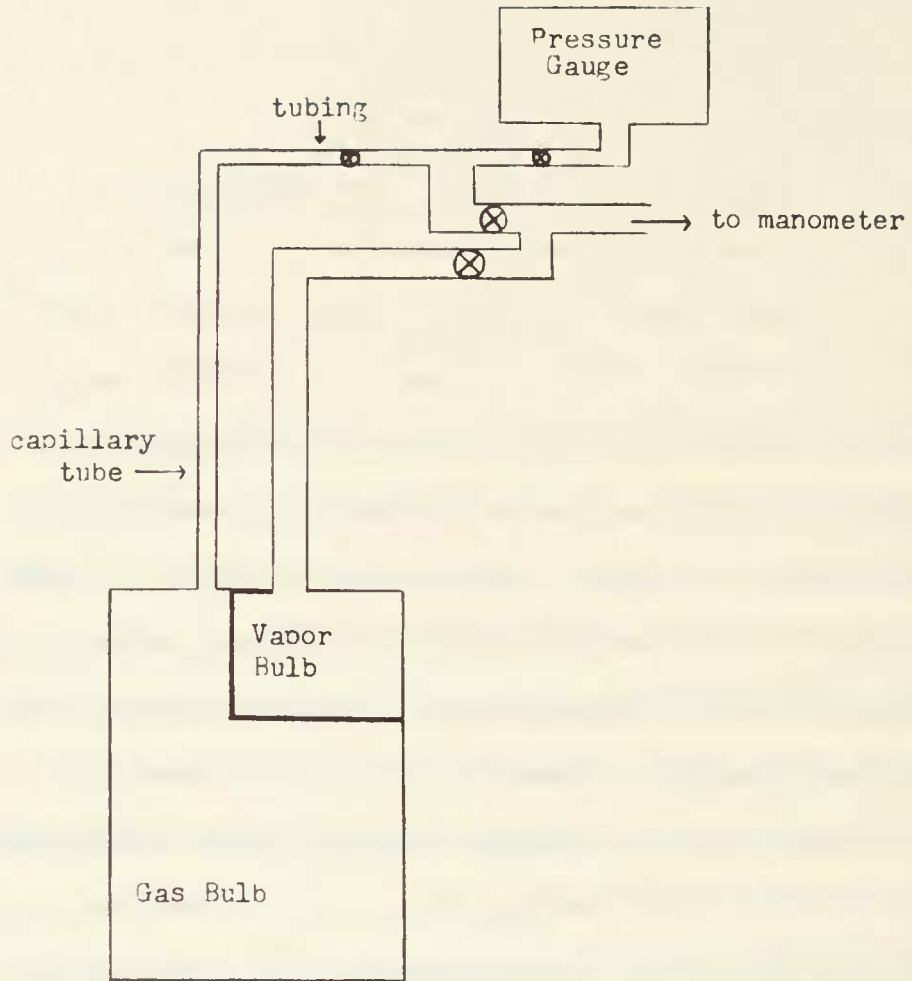 Pressure
Gauge
tubing
to manometer
capillary
tube
Vapor
Bulb
Gas Bulb